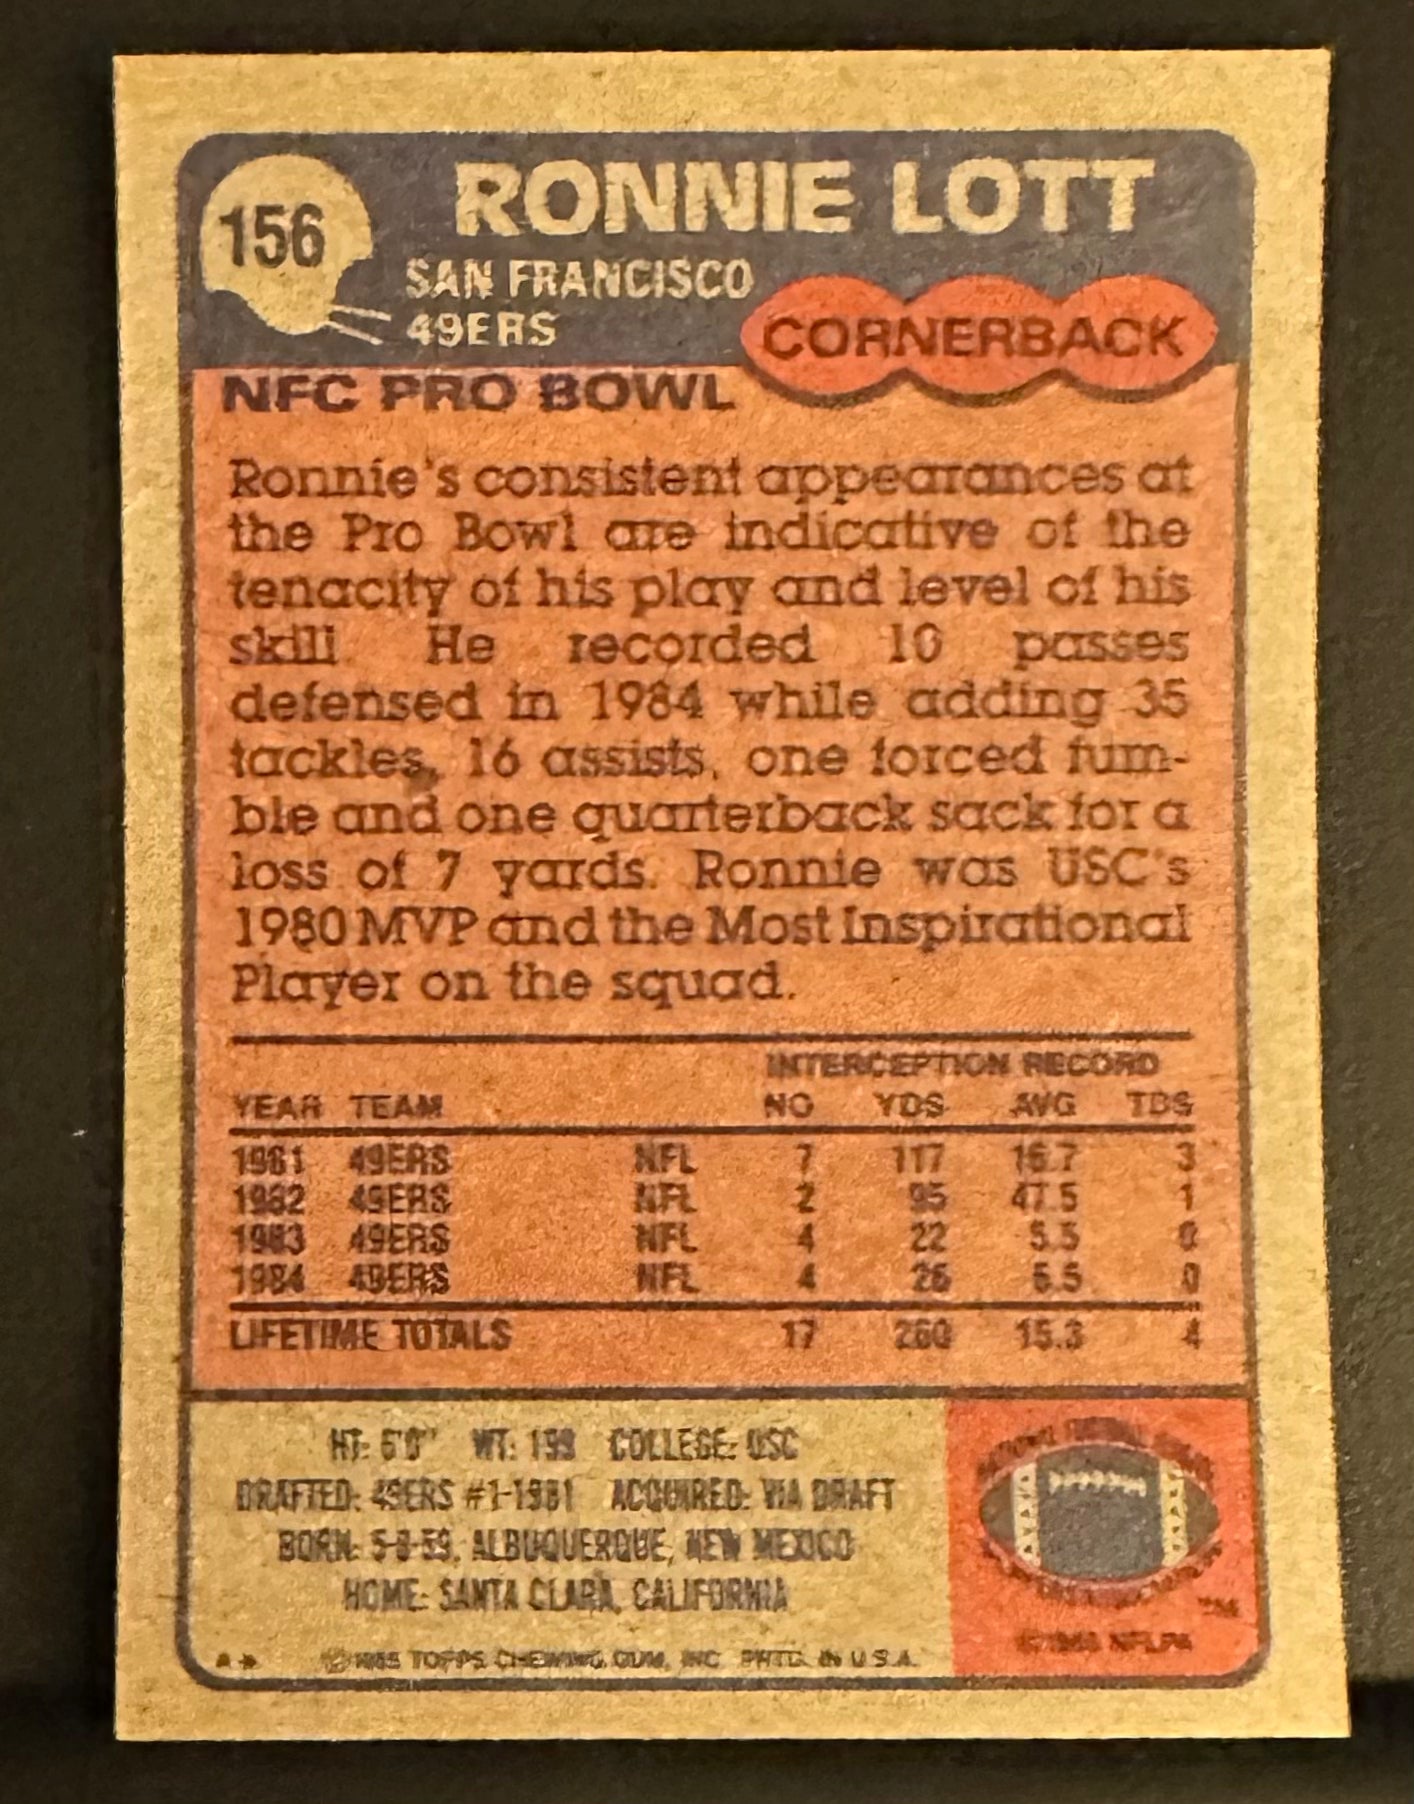 156
RONNIE LOTT
SAN FRANCISCO
49ERS
CORNERBACK
NFC PRO BOWL
Ronnie's consistent appearances at
the Pro Bowl are indicative of the
tenacity of his play and level of his
skill. He recorded 10 passes
defensed in 1984 while adding 35
tackles, 16 assists, one forced fum-
ble and one quarterback sack for a
loss of 7 yards. Ronnie was USC's
1980 MVP and the Most Inspirational
Player on the squad.
INTERCEPTION RECORD
YEAR TEAM NO YDS AVG TDS
1981 49ERS NFL 7 117 16.7 3
1982 49ERS NFL 2 95 47.5 1
1983 49ERS NFL 4 22 5.5 0
1984 49ERS NFL 4 26 6.5 0
LIFETIME TOTALS 17 260 15.3 4
HT: 6'0" WT: 199 COLLEGE: USC
DRAFTED: 49ERS #1-1981 ACQUIRED: VIA DRAFT
BORN: 5-8-59, ALBUQUERQUE, NEW MEXICO
HOME: SANTA CLARA, CALIFORNIA
** © TOPPS CHEWING GUM, INC. PRTD. IN U.S.A.
NATIONAL FOOTBALL LEAGUE
TM
© NFLPA